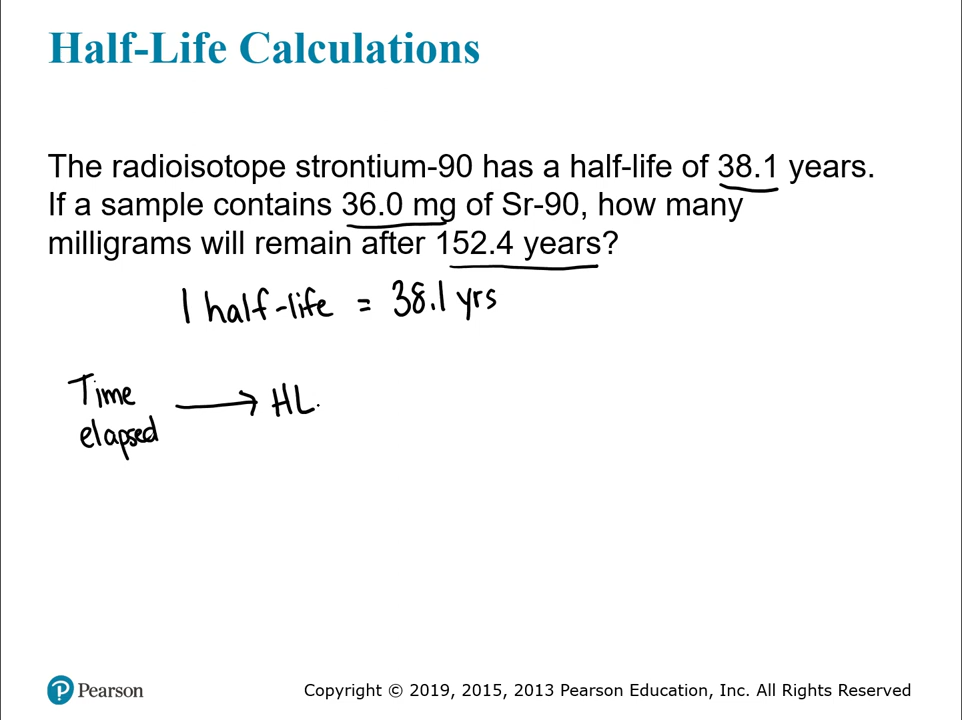 Half-Life Calculations
The radioisotope strontium-90 has a half-life of 38.1 years.
If a sample contains 36.0 mg of Sr-90, how many
milligrams will remain after 152.4 years?
1 half-life = 38.1 yrs
Time
elapsed → HL
Pearson
Copyright © 2019, 2015, 2013 Pearson Education, Inc. All Rights Reserved